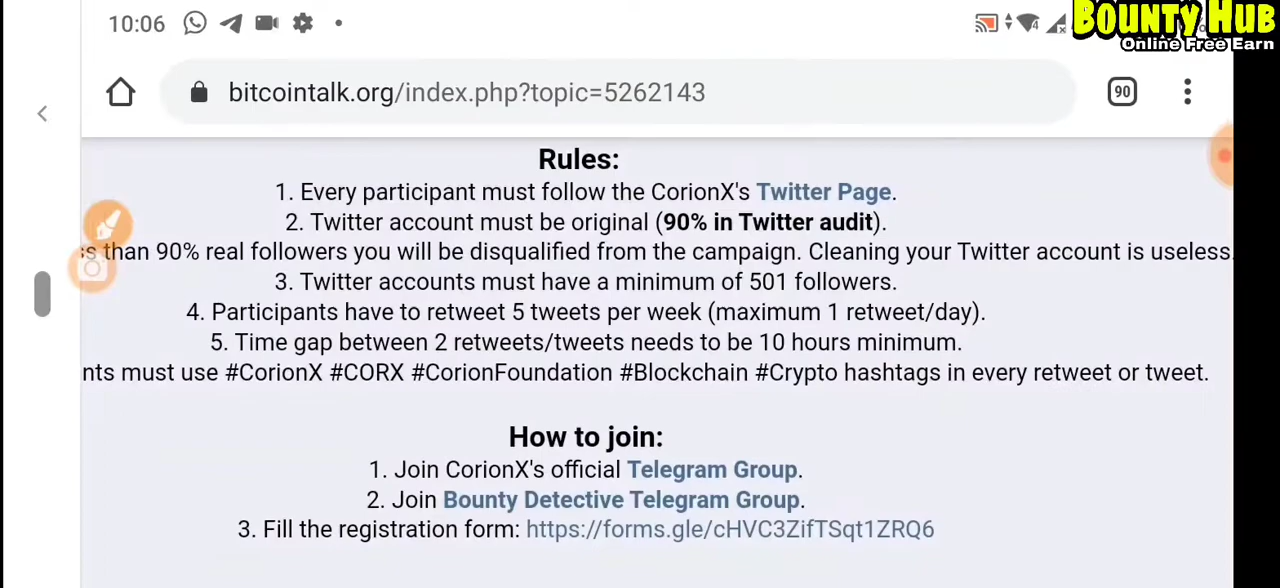 10:06
BOUNTY HUB
Online Free Earn
bitcointalk.org/index.php?topic=5262143
90
Rules:
1. Every participant must follow the CorionX's Twitter Page.
2. Twitter account must be original (90% in Twitter audit).
than 90% real followers you will be disqualified from the campaign. Cleaning your Twitter account is useless.
3. Twitter accounts must have a minimum of 501 followers.
4. Participants have to retweet 5 tweets per week (maximum 1 retweet/day).
5. Time gap between 2 retweets/tweets needs to be 10 hours minimum.
nts must use #CorionX #CORX #CorionFoundation #Blockchain #Crypto hashtags in every retweet or tweet.
How to join:
1. Join CorionX's official Telegram Group.
2. Join Bounty Detective Telegram Group.
3. Fill the registration form: https://forms.gle/cHVC3ZifTSqt1ZRQ6